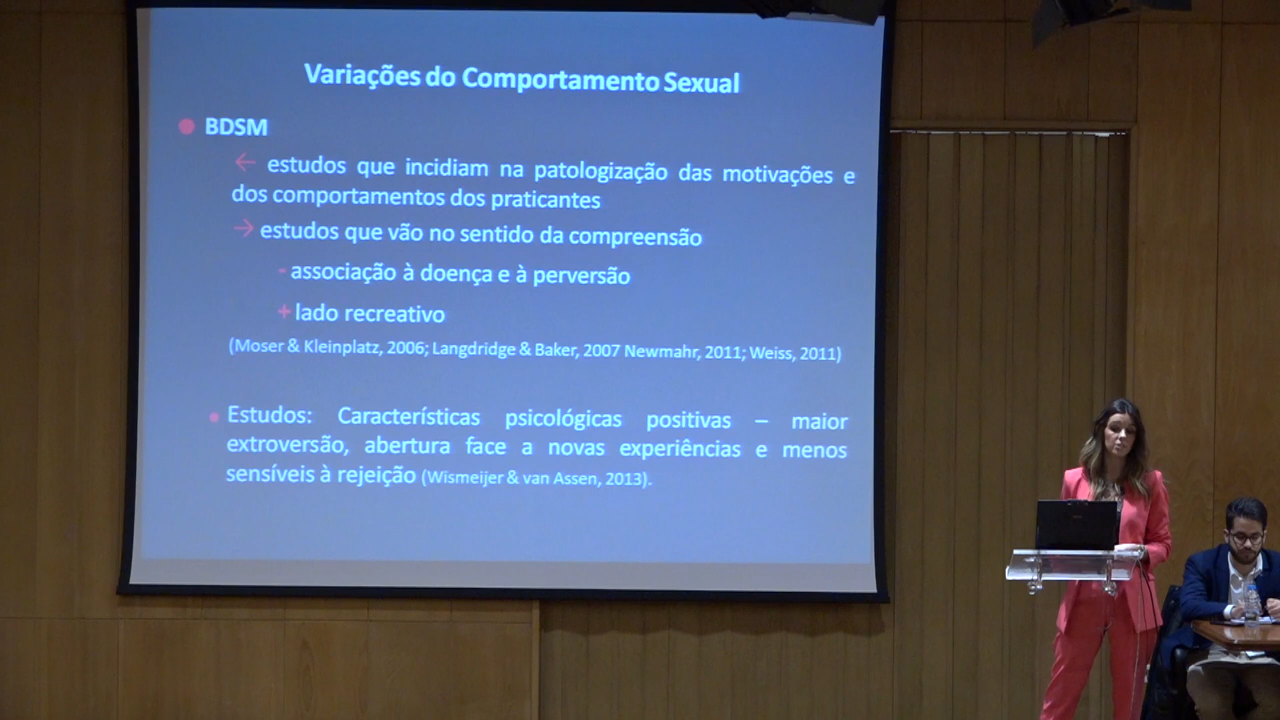 Variações do Comportamento Sexual
BDSM
← estudos que incidiam na patologização das motivações e
dos comportamentos dos praticantes
→ estudos que vão no sentido da compreensão
- associação à doença e à perversão
+ lado recreativo
(Moser & Kleinplatz, 2006; Langdridge & Baker, 2007 Newmahr, 2011; Weiss, 2011)
Estudos: Características psicológicas positivas – maior
extroversão, abertura face a novas experiências e menos
sensíveis à rejeição (Wismeijer & van Assen, 2013).